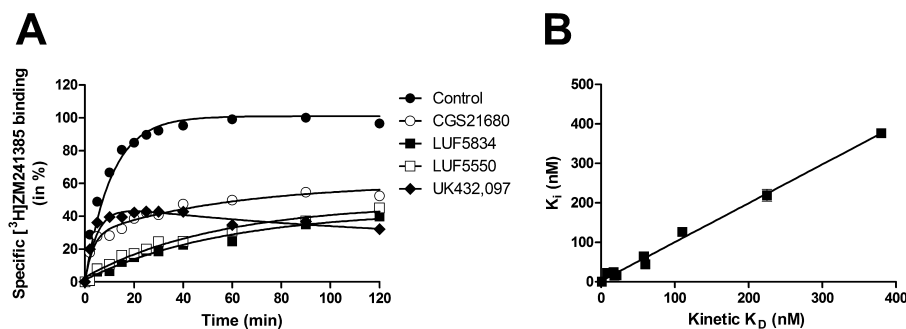 A
Specific [³H]ZM241385 binding
(in %)
120
100
80
60
40
20
0
0 20 40 60 80 100 120
Time (min)
Control
CGS21680
LUF5834
LUF5550
UK432,097
B
Kᵢ (nM)
500
400
300
200
100
0
0 100 200 300 400
Kinetic K_D (nM)